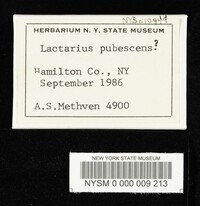 HERBARIUM N. Y. STATE MUSEUM
Lactarius pubescens?
Hamilton Co., NY
September 1986
A.S.Methven 4900
NEW YORK STATE MUSEUM
NYSM 0 000 009 213